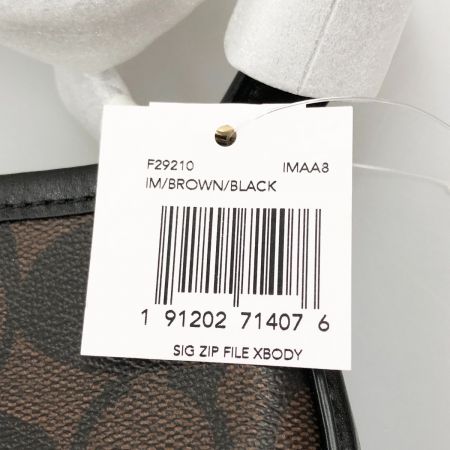 F29210 IMAA8
IM/BROWN/BLACK
1 91202 71407 6
SIG ZIP FILE XBODY